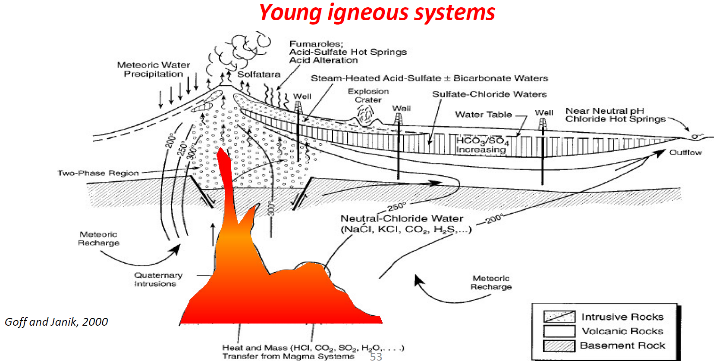 Young igneous systems
Fumaroles;
Acid-Sulfate Hot Springs
Acid Alteration
Meteoric Water
Precipitation
Solfatara
Steam-Heated Acid-Sulfate ± Bicarbonate Waters
Explosion
Crater
Sulfate-Chloride Waters
Well
Well
Water Table
Well
Near Neutral pH
Chloride Hot Springs
200°
250°
300°
HCO₃/SO₄
Increasing
Outflow
Two-Phase Region
300°
250°
200°
Neutral-Chloride Water
(NaCl, KCl, CO₂, H₂S,...)
Meteoric
Recharge
Quaternary
Intrusions
Meteoric
Recharge
Goff and Janik, 2000
Heat and Mass (HCl, CO₂, SO₂, H₂O, . . . .)
Transfer from Magma Systems
53
Intrusive Rocks
Volcanic Rocks
Basement Rock